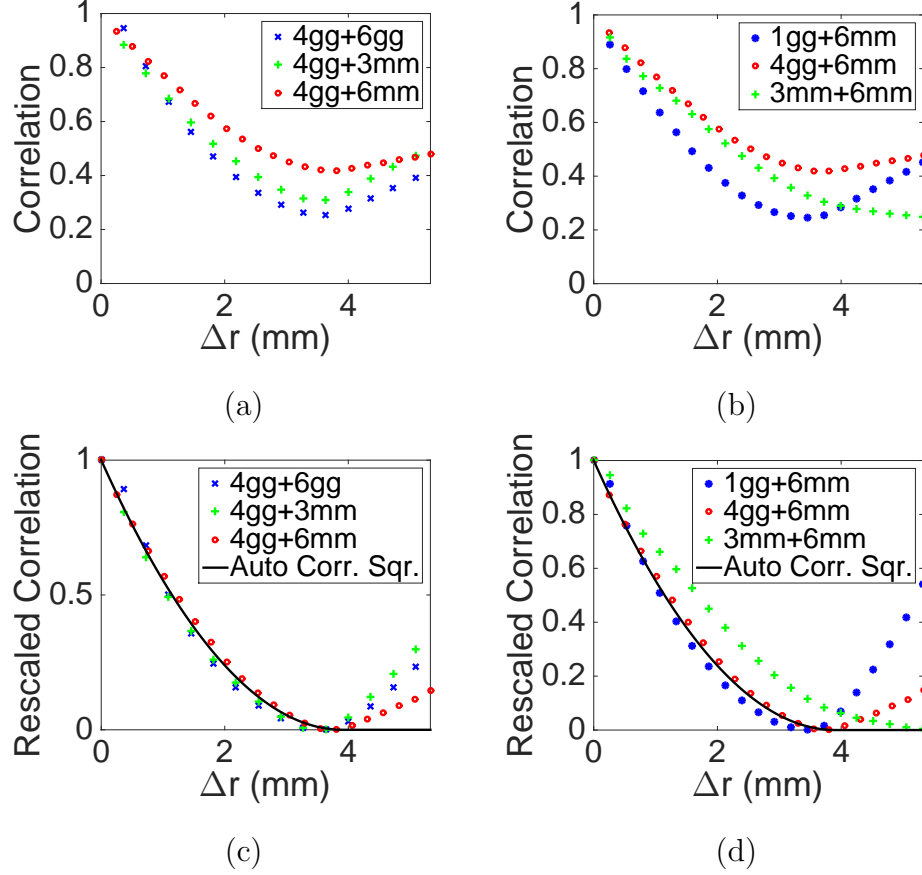 1
0.8
0.6
0.4
0.2
0
Correlation
4gg+6gg
4gg+3mm
4gg+6mm
0 2 4
Δr (mm)
(a)
1
0.8
0.6
0.4
0.2
0
Correlation
1gg+6mm
4gg+6mm
3mm+6mm
0 2 4
Δr (mm)
(b)
1
0.5
0
Rescaled Correlation
4gg+6gg
4gg+3mm
4gg+6mm
Auto Corr. Sqr.
0 2 4
Δr (mm)
(c)
1
0.8
0.6
0.4
0.2
0
Rescaled Correlation
1gg+6mm
4gg+6mm
3mm+6mm
Auto Corr. Sqr.
0 2 4
Δr (mm)
(d)